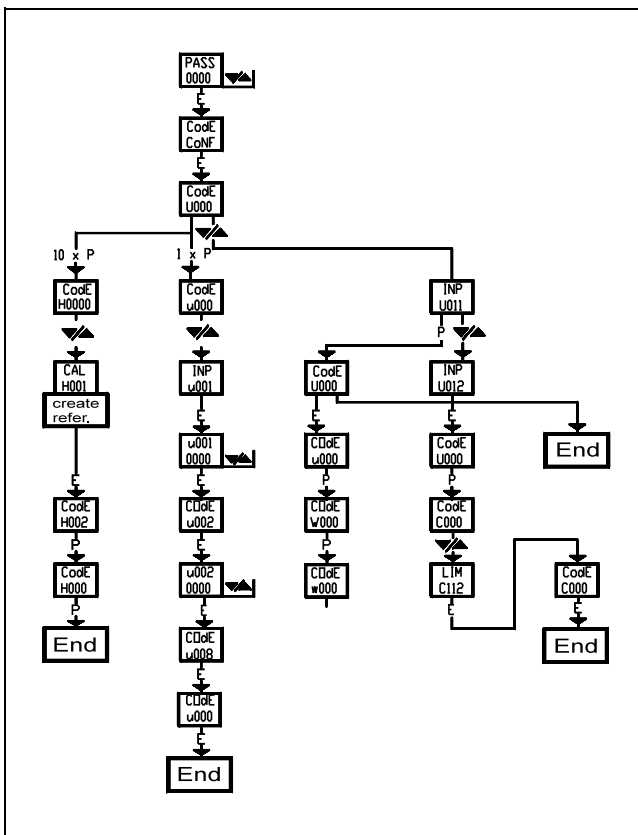 PASS
0000
E
CodE
CoNF
E
CodE
U000
10 x P
1 x P
CodE
H0000
CAL
H001
create
refer.
E
CodE
H002
P
CodE
H000
P
End
CodE
u000
INP
u001
E
u001
0000
E
CodE
u002
E
u002
0000
E
CodE
u008
E
CodE
u000
E
End
INP
U011
P
CodE
U000
E
CodE
u000
P
CodE
W000
P
CodE
w000
INP
U012
E
CodE
U000
P
CodE
C000
LIM
C112
E
CodE
C000
E
End
End